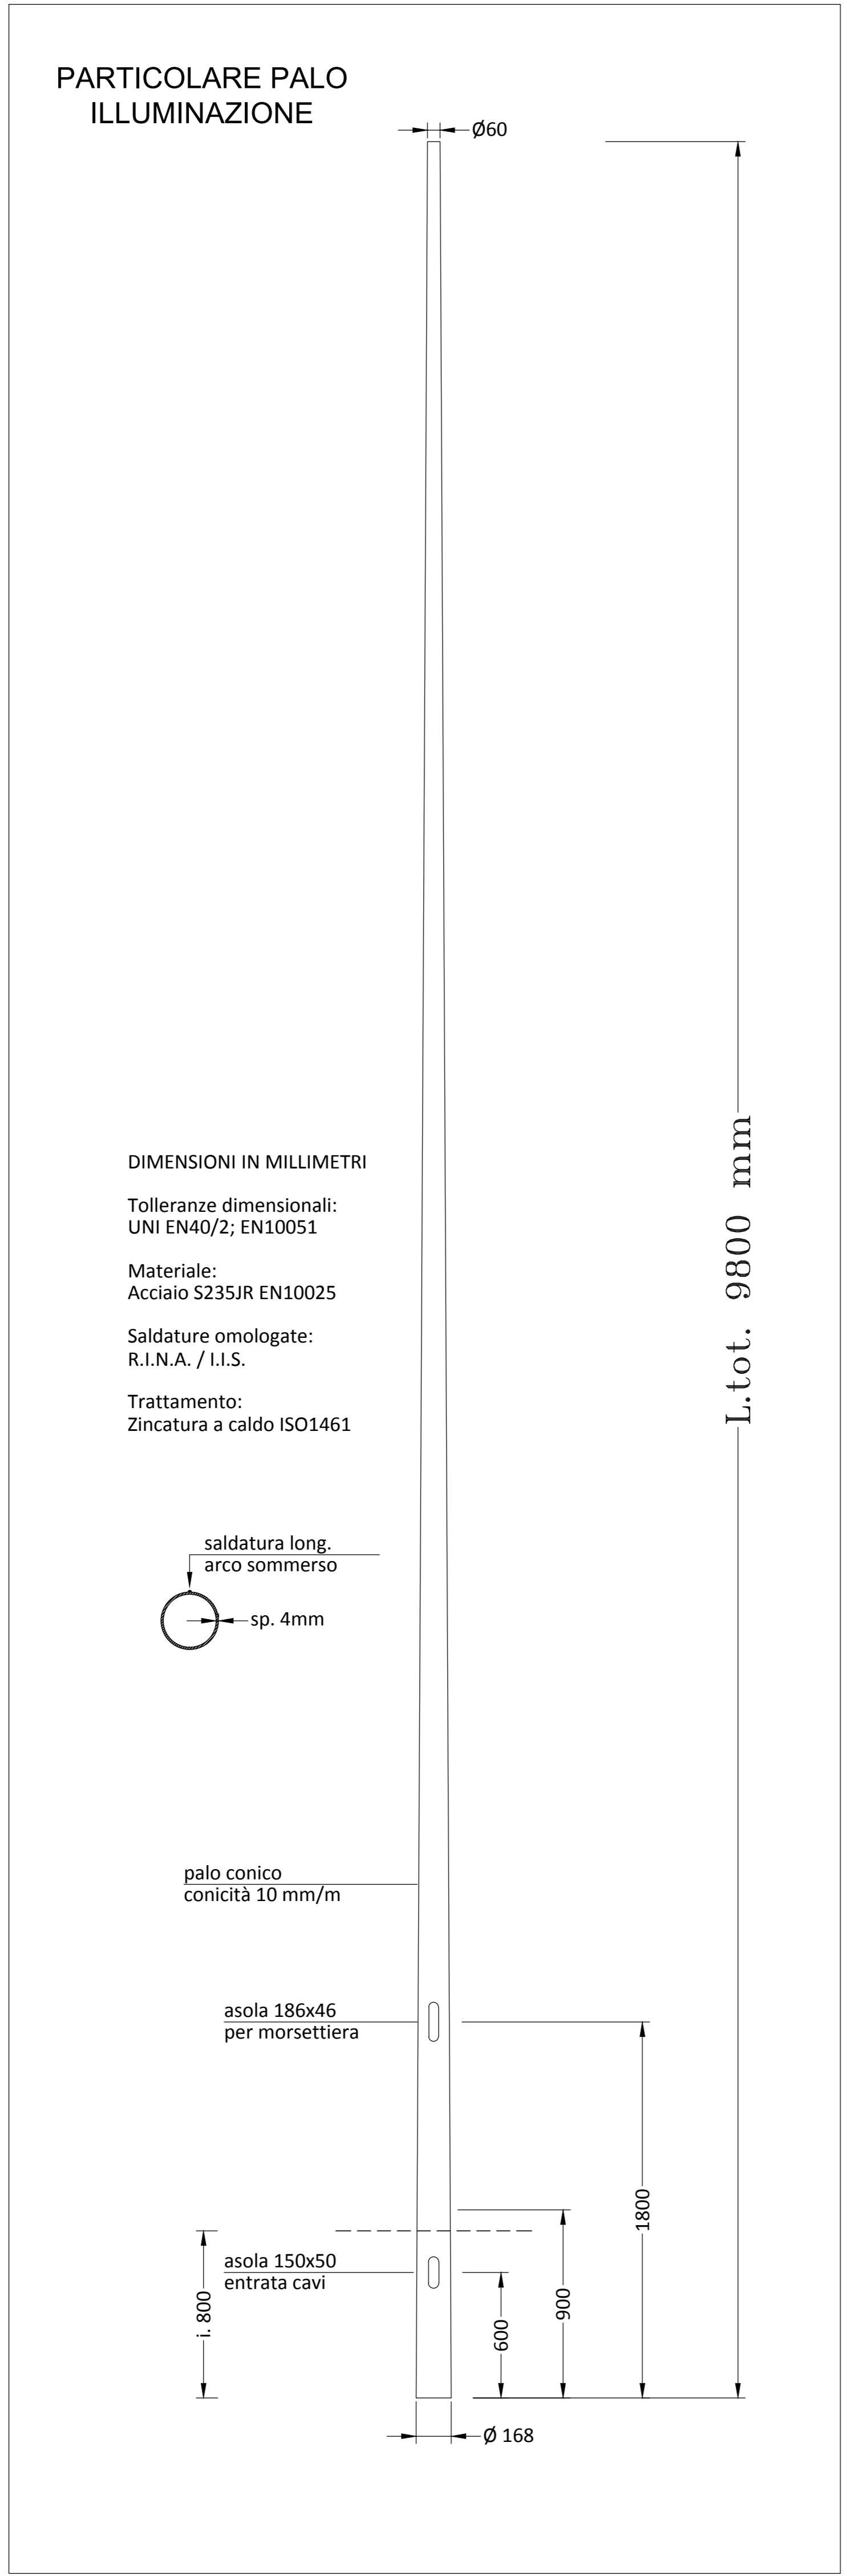 PARTICOLARE PALO
ILLUMINAZIONE
Ø60
L.tot. 9800 mm
DIMENSIONI IN MILLIMETRI
Tolleranze dimensionali:
UNI EN40/2; EN10051
Materiale:
Acciaio S235JR EN10025
Saldature omologate:
R.I.N.A. / I.I.S.
Trattamento:
Zincatura a caldo ISO1461
saldatura long.
arco sommerso
sp. 4mm
palo conico
conicità 10 mm/m
asola 186x46
per morsettiera
1800
asola 150x50
entrata cavi
i. 800
600
900
Ø 168